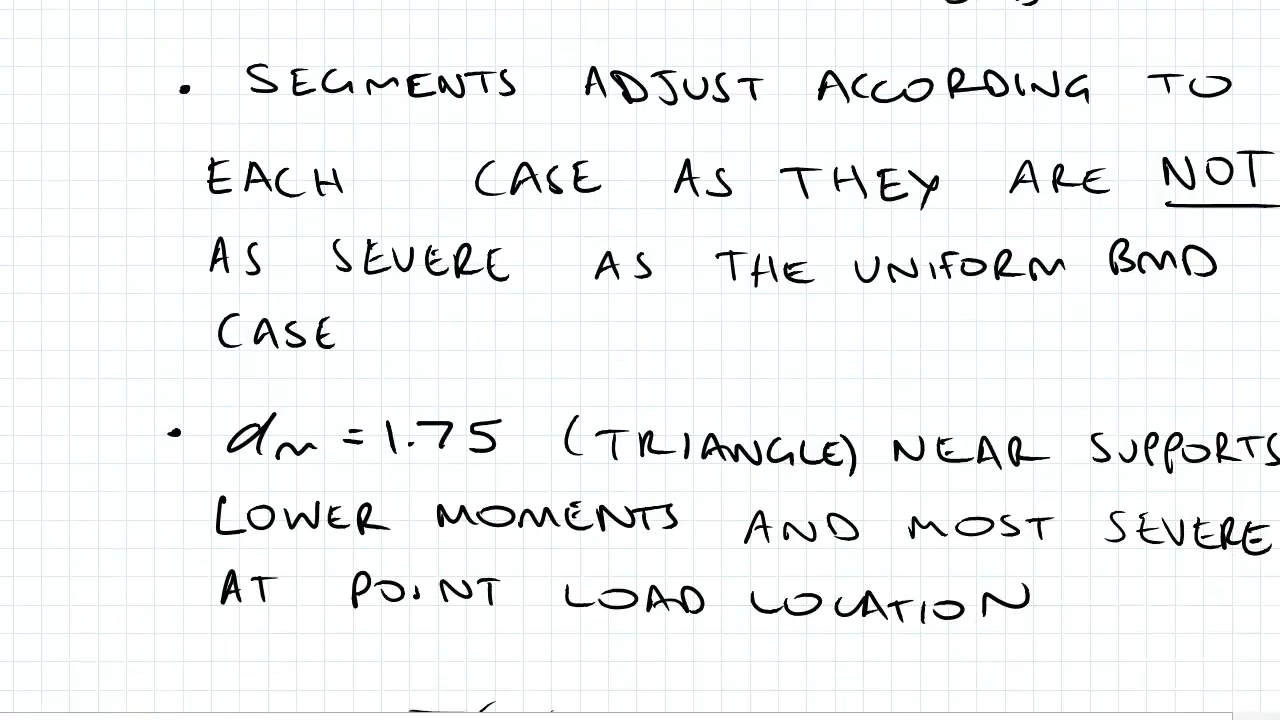 . SEGMENTS ADJUST ACCORDING TO
EACH CASE AS THEY ARE NOT
AS SEVERE AS THE UNIFORM BMD
CASE
. dm = 1.75 (TRIANGLE) NEAR SUPPORTS
LOWER MOMENTS AND MOST SEVERE
AT POINT LOAD LOCATION